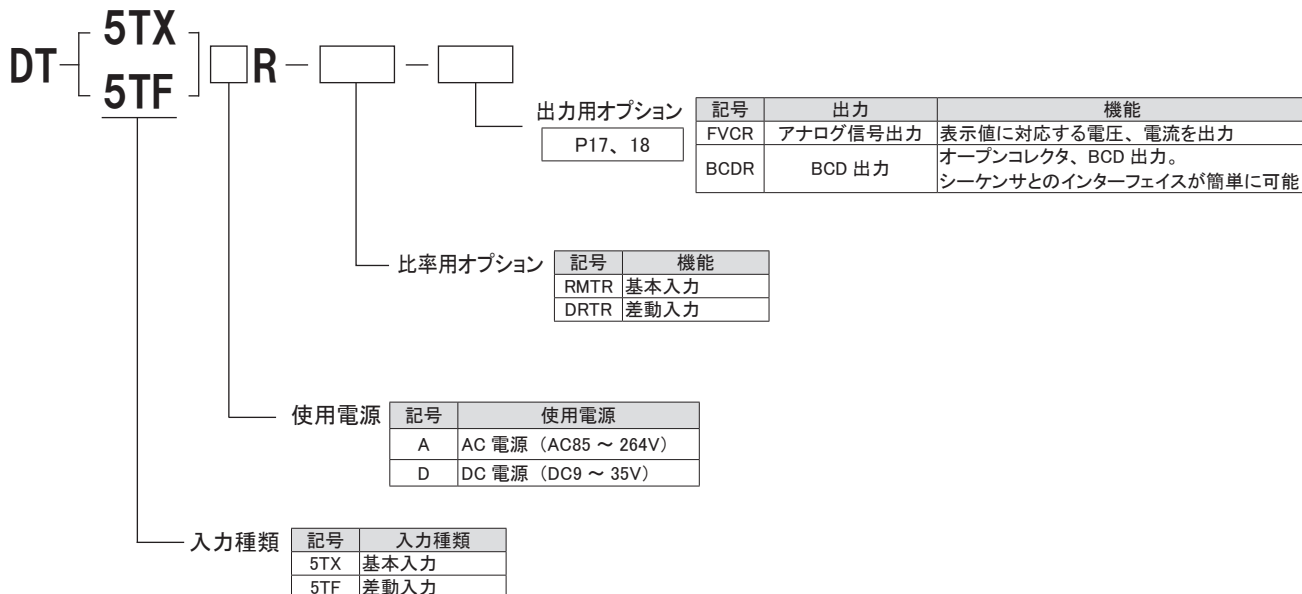 DT
5TX
5TF
R － －
出力用オプション
P17、18
記号 出力 機能
FVCR アナログ信号出力 表示値に対応する電圧、電流を出力
BCDR BCD 出力 オープンコレクタ、BCD 出力。
シーケンサとのインターフェイスが簡単に可能
比率用オプション
記号 機能
RMTR 基本入力
DRTR 差動入力
使用電源
記号 使用電源
A AC 電源（AC85 ～ 264V）
D DC 電源（DC9 ～ 35V）
入力種類
記号 入力種類
5TX 基本入力
5TF 差動入力